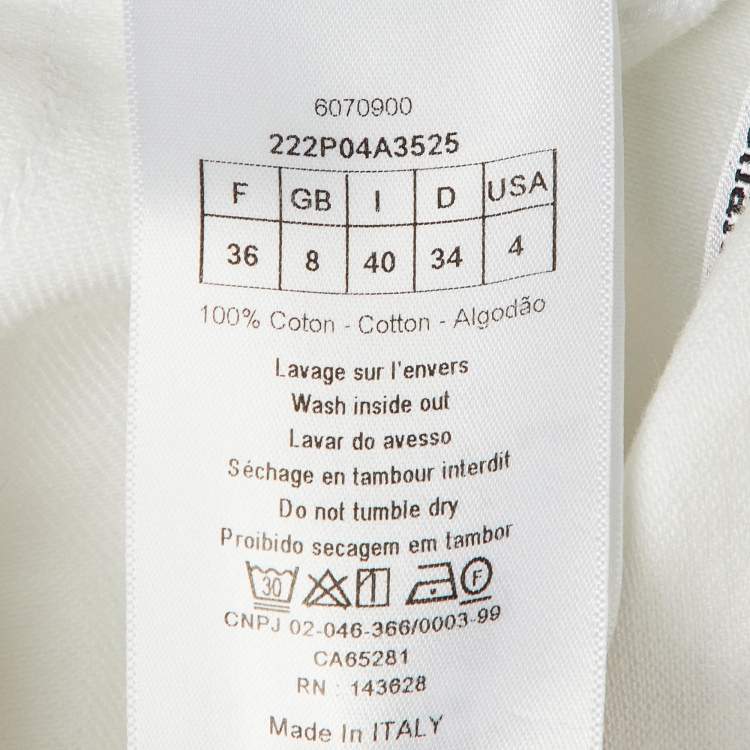 6070900
222P04A3525
F GB I D USA
36 8 40 34 4
100% Coton - Cotton - Algodão
Lavage sur l'envers
Wash inside out
Lavar do avesso
Séchage en tambour interdit
Do not tumble dry
Proibido secagem em tambor
30 F
CNPJ 02-046-366/0003-99
CA65281
RN : 143628
Made In ITALY